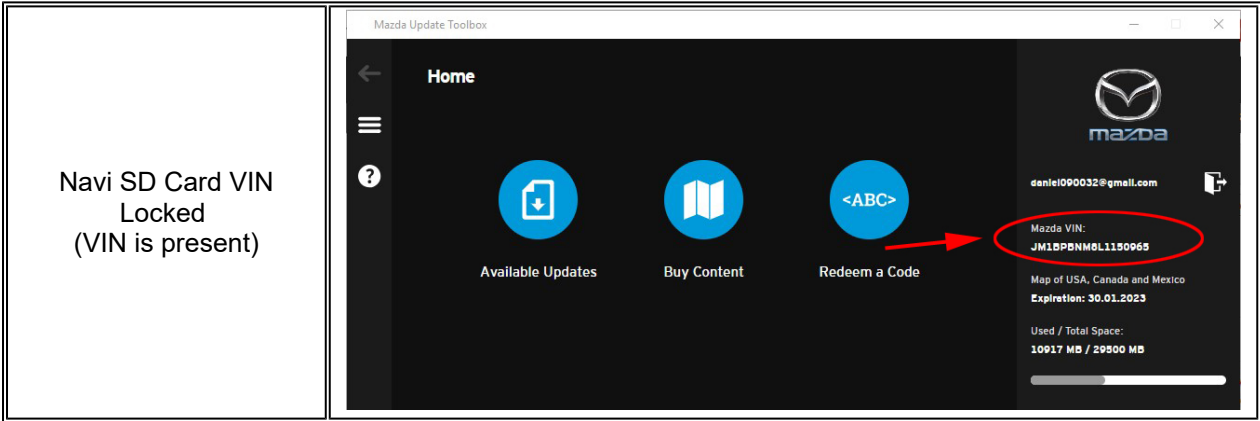 Navi SD Card VIN
Locked
(VIN is present)
Mazda Update Toolbox
Home
<ABC>
Available Updates
Buy Content
Redeem a Code
mazda
daniel090032@gmail.com
Mazda VIN:
JM1BPBNM8L1150965
Map of USA, Canada and Mexico
Expiration: 30.01.2023
Used / Total Space:
10917 MB / 29500 MB